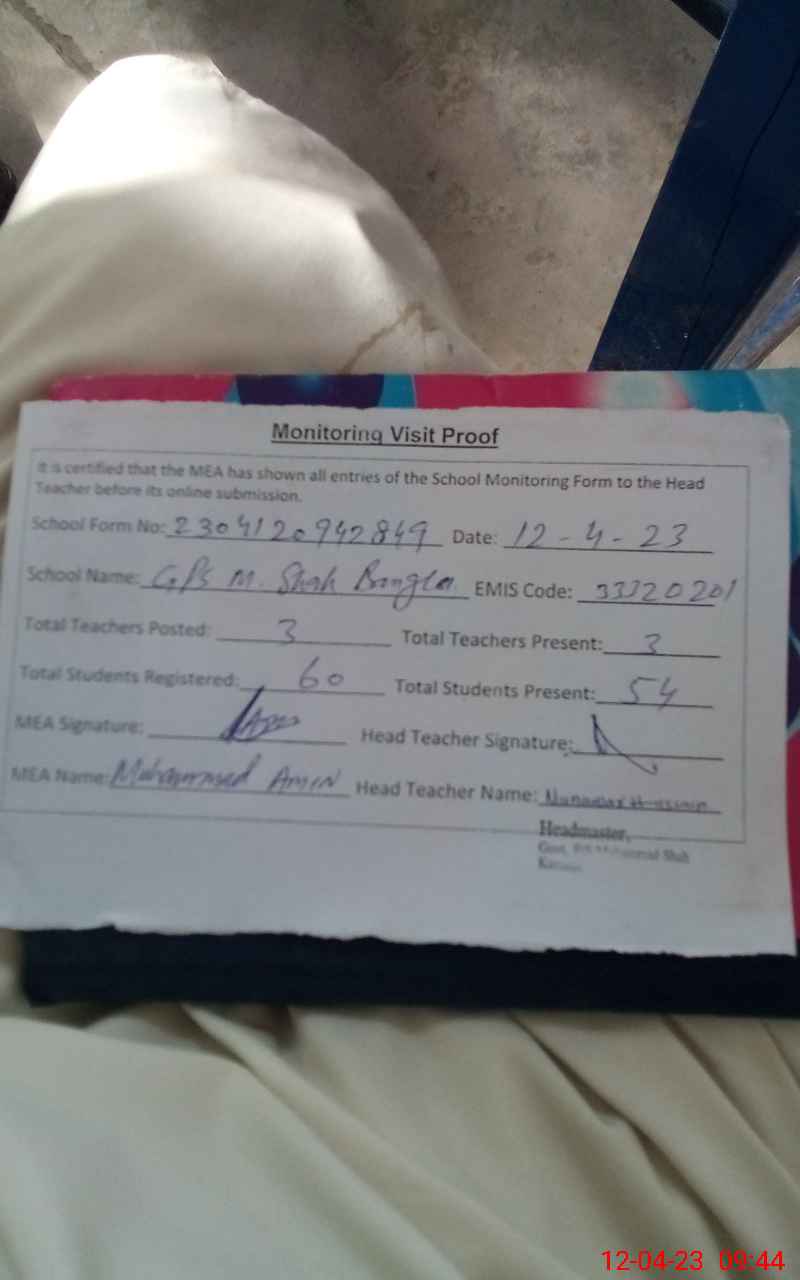 Monitoring Visit Proof
It is certified that the MEA has shown all entries of the School Monitoring Form to the Head
Teacher before its online submission.
School Form No: 2304120942849 Date: 12-4-23
School Name: GPS M. Shah Bangla EMIS Code:
Total Teachers Posted: 3 Total Teachers Present: 3
Total Students Registered: 60 Total Students Present: 54
MEA Signature: Head Teacher Signature:
MEA Name: Muhammad Amin Head Teacher Name: Hussain
Headmaster,
Govt. Shah
12-04-23 09:44